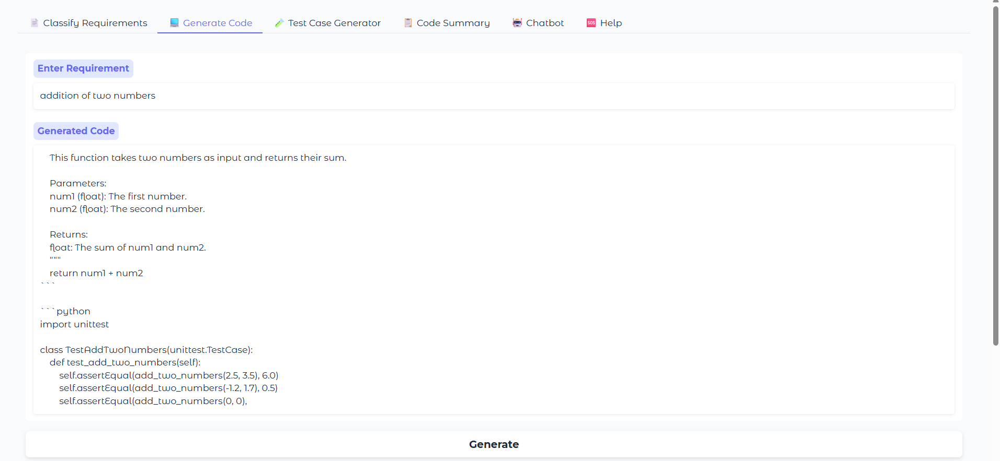 Classify Requirements Generate Code Test Case Generator Code Summary Chatbot SOS Help
Enter Requirement
addition of two numbers
Generated Code
This function takes two numbers as input and returns their sum.
Parameters:
num1 (float): The first number.
num2 (float): The second number.
Returns:
float: The sum of num1 and num2.
"""
return num1 + num2
```
```python
import unittest
class TestAddTwoNumbers(unittest.TestCase):
def test_add_two_numbers(self):
self.assertEqual(add_two_numbers(2.5, 3.5), 6.0)
self.assertEqual(add_two_numbers(-1.2, 1.7), 0.5)
self.assertEqual(add_two_numbers(0, 0),
Generate